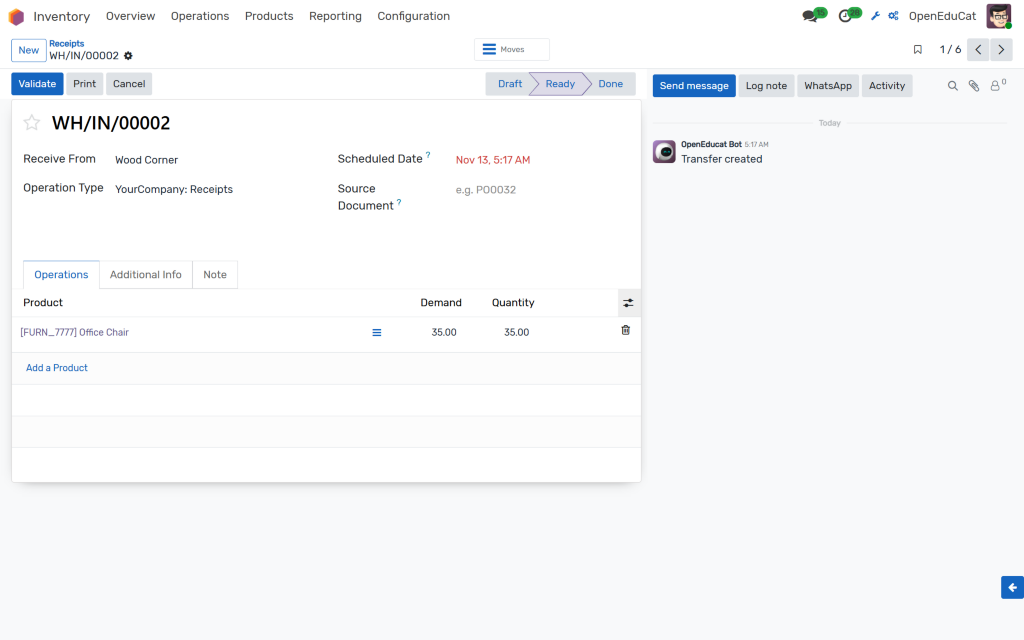 Inventory Overview Operations Products Reporting Configuration 15 28 OpenEduCat
New Receipts WH/IN/00002 Moves 1 / 6
Validate Print Cancel Draft Ready Done Send message Log note WhatsApp Activity 0
WH/IN/00002
Today
OpenEducat Bot 5:17 AM
Transfer created
Receive From Wood Corner Scheduled Date ? Nov 13, 5:17 AM
Operation Type YourCompany: Receipts Source Document ? e.g. PO0032
Operations Additional Info Note
Product Demand Quantity
[FURN_7777] Office Chair 35.00 35.00
Add a Product